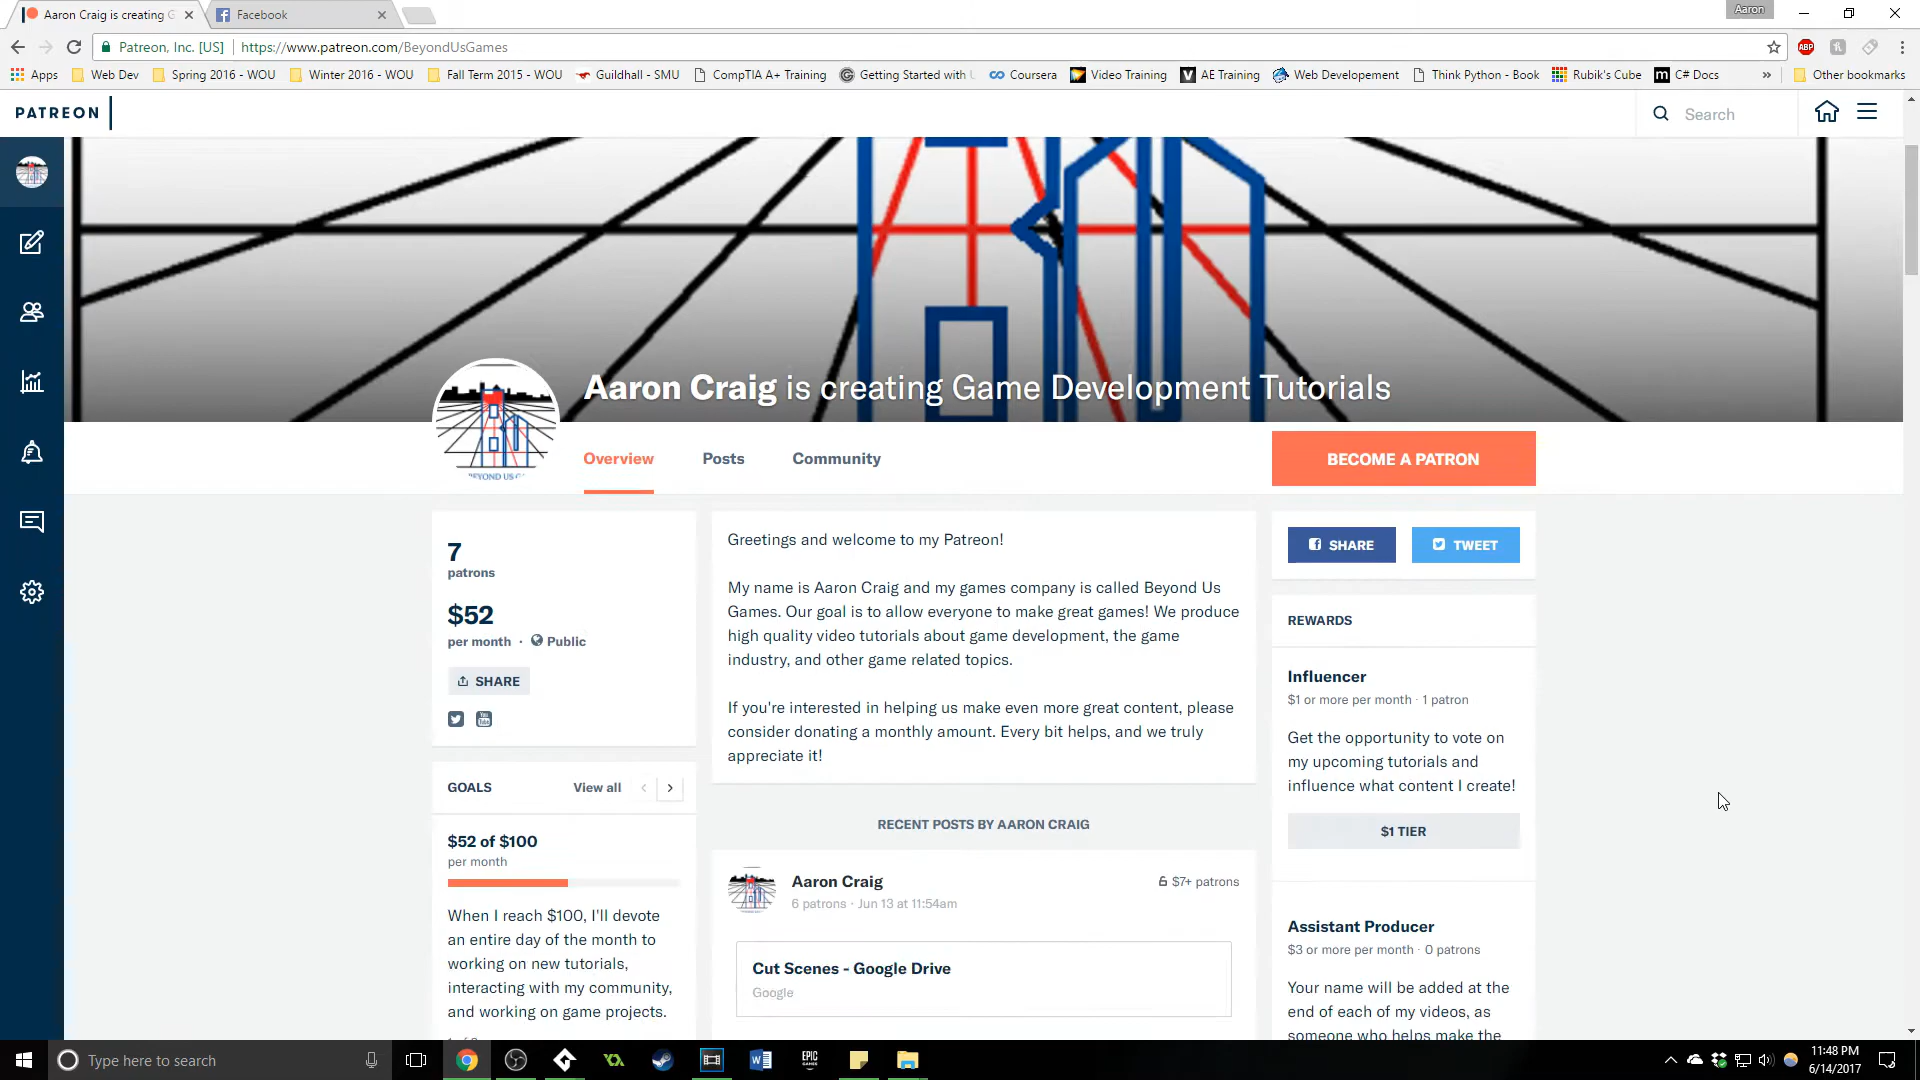 Aaron Craig is creating G
Facebook
Aaron
Patreon, Inc. [US]
https://www.patreon.com/BeyondUsGames
ABP
Apps
Web Dev
Spring 2016 - WOU
Winter 2016 - WOU
Fall Term 2015 - WOU
Guildhall - SMU
CompTIA A+ Training
Getting Started with
Coursera
Video Training
AE Training
Web Developement
Think Python - Book
Rubik's Cube
C# Docs
»
Other bookmarks
PATREON
Search
Aaron Craig is creating Game Development Tutorials
Overview
Posts
Community
BECOME A PATRON
7
patrons
$52
per month · Public
SHARE
GOALS
View all
$52 of $100
per month
When I reach $100, I'll devote
an entire day of the month to
working on new tutorials,
interacting with my community,
and working on game projects.
Greetings and welcome to my Patreon!
My name is Aaron Craig and my games company is called Beyond Us
Games. Our goal is to allow everyone to make great games! We produce
high quality video tutorials about game development, the game
industry, and other game related topics.
If you're interested in helping us make even more great content, please
consider donating a monthly amount. Every bit helps, and we truly
appreciate it!
RECENT POSTS BY AARON CRAIG
Aaron Craig
$7+ patrons
6 patrons · Jun 13 at 11:54am
Cut Scenes - Google Drive
Google
SHARE
TWEET
REWARDS
Influencer
$1 or more per month · 1 patron
Get the opportunity to vote on
my upcoming tutorials and
influence what content I create!
$1 TIER
Assistant Producer
$3 or more per month · 0 patrons
Your name will be added at the
end of each of my videos, as
someone who helps make the
Type here to search
EPIC
GAMES
11:48 PM
6/14/2017